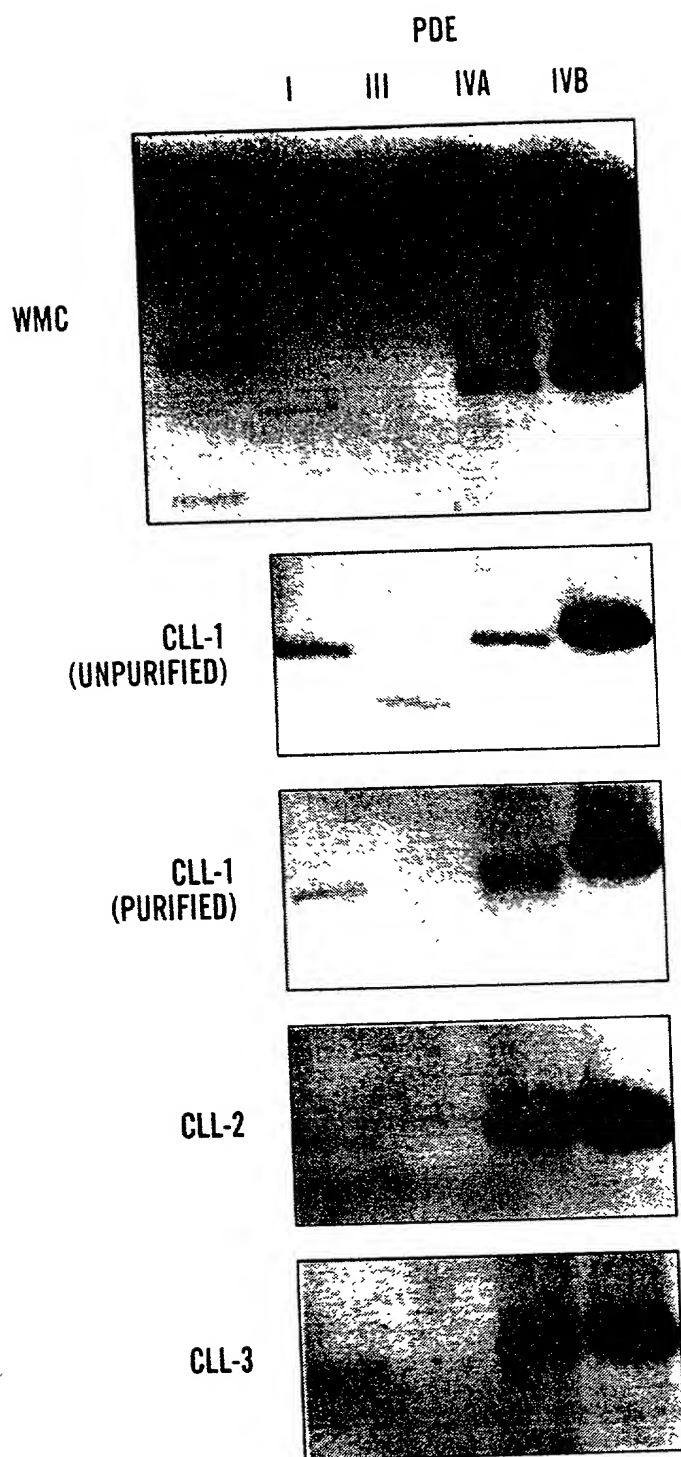 PDE
I III IVA IVB
WMC
CLL-1
(UNPURIFIED)
CLL-1
(PURIFIED)
CLL-2
CLL-3